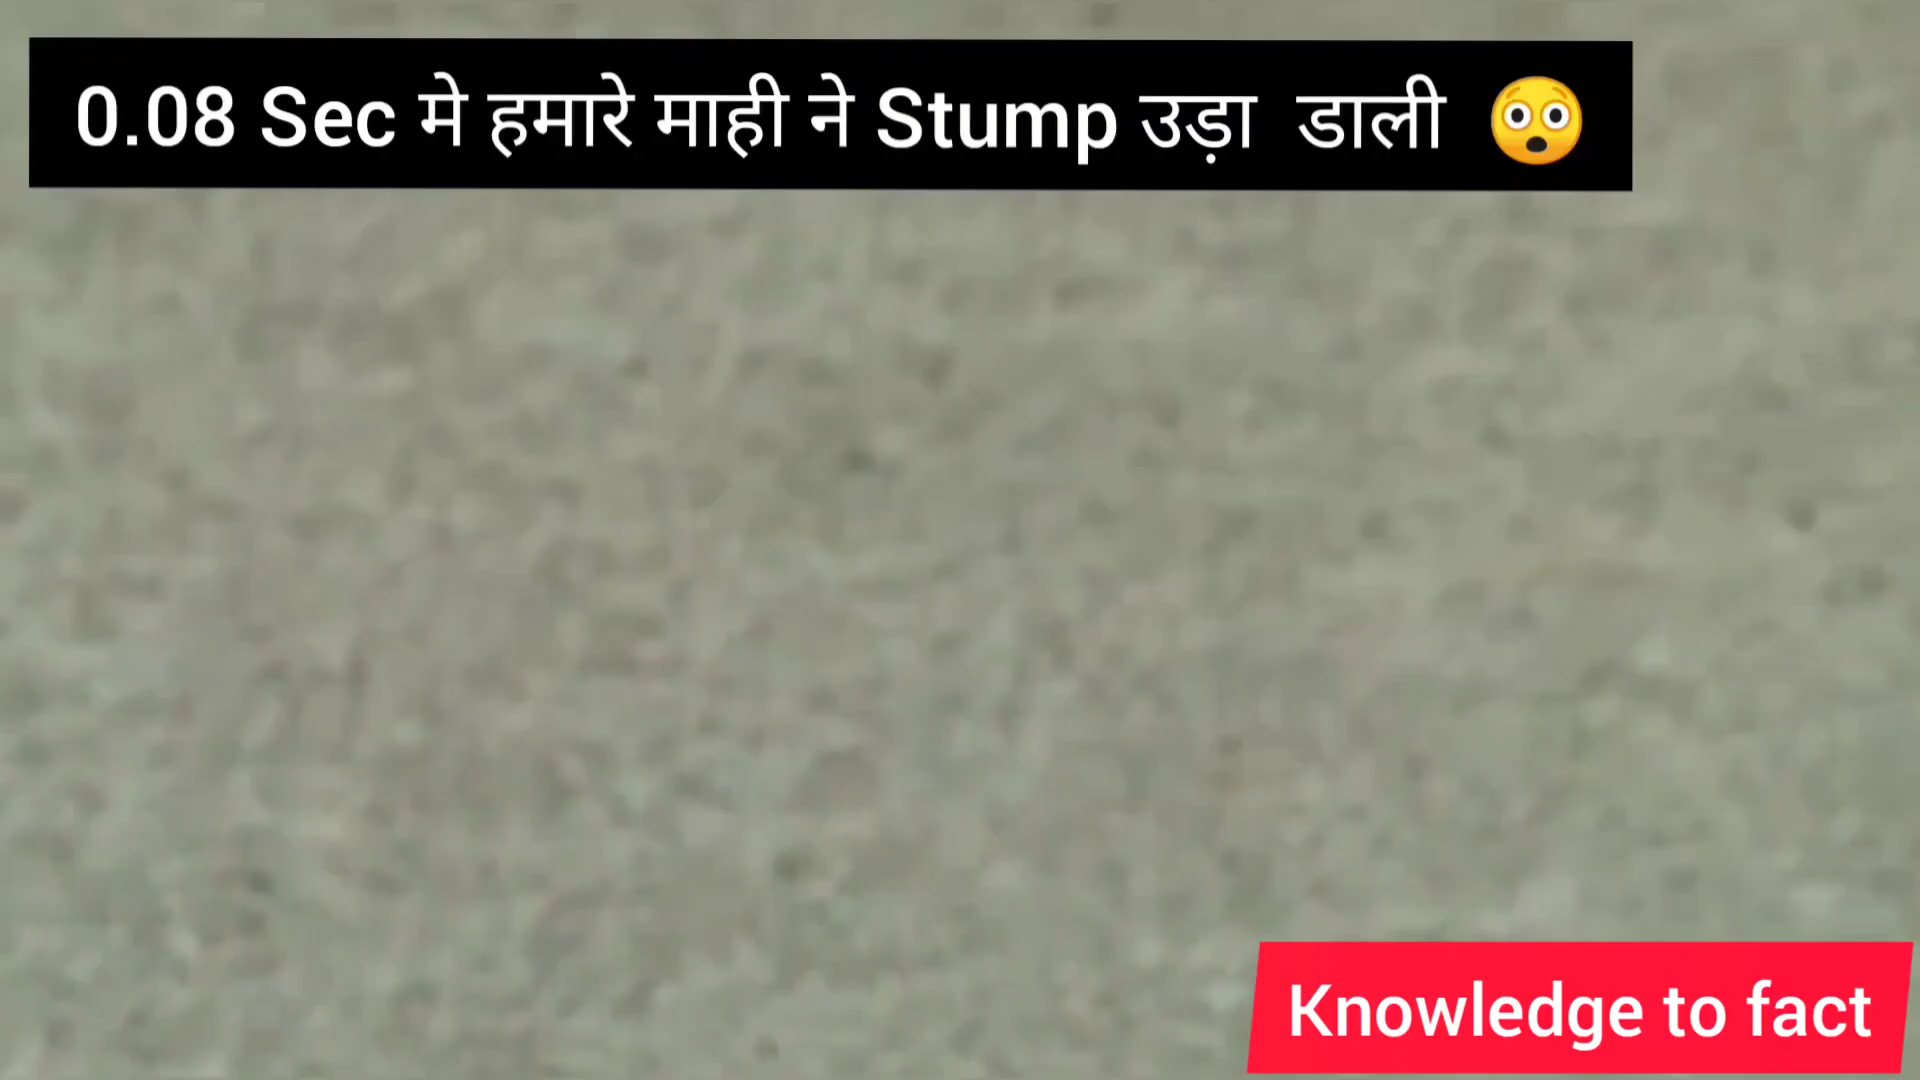 0.08 Sec मे हमारे माही ने Stump उड़ा डाली 😲
Knowledge to fact